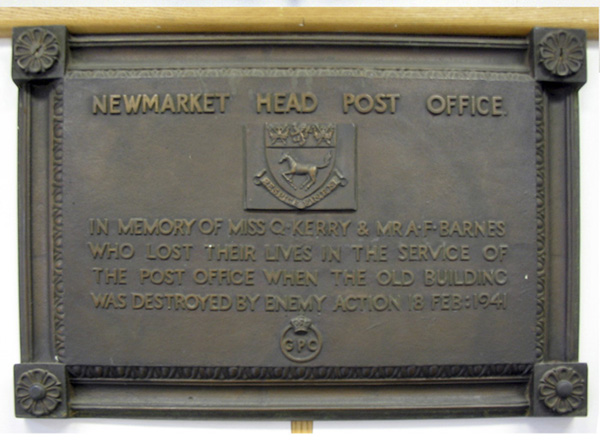 NEWMARKET HEAD POST OFFICE.
IN MEMORY OF MISS Q·KERRY & MR A·F·BARNES
WHO LOST THEIR LIVES IN THE SERVICE OF
THE POST OFFICE WHEN THE OLD BUILDING
WAS DESTROYED BY ENEMY ACTION 18 FEB: 1941
GPO